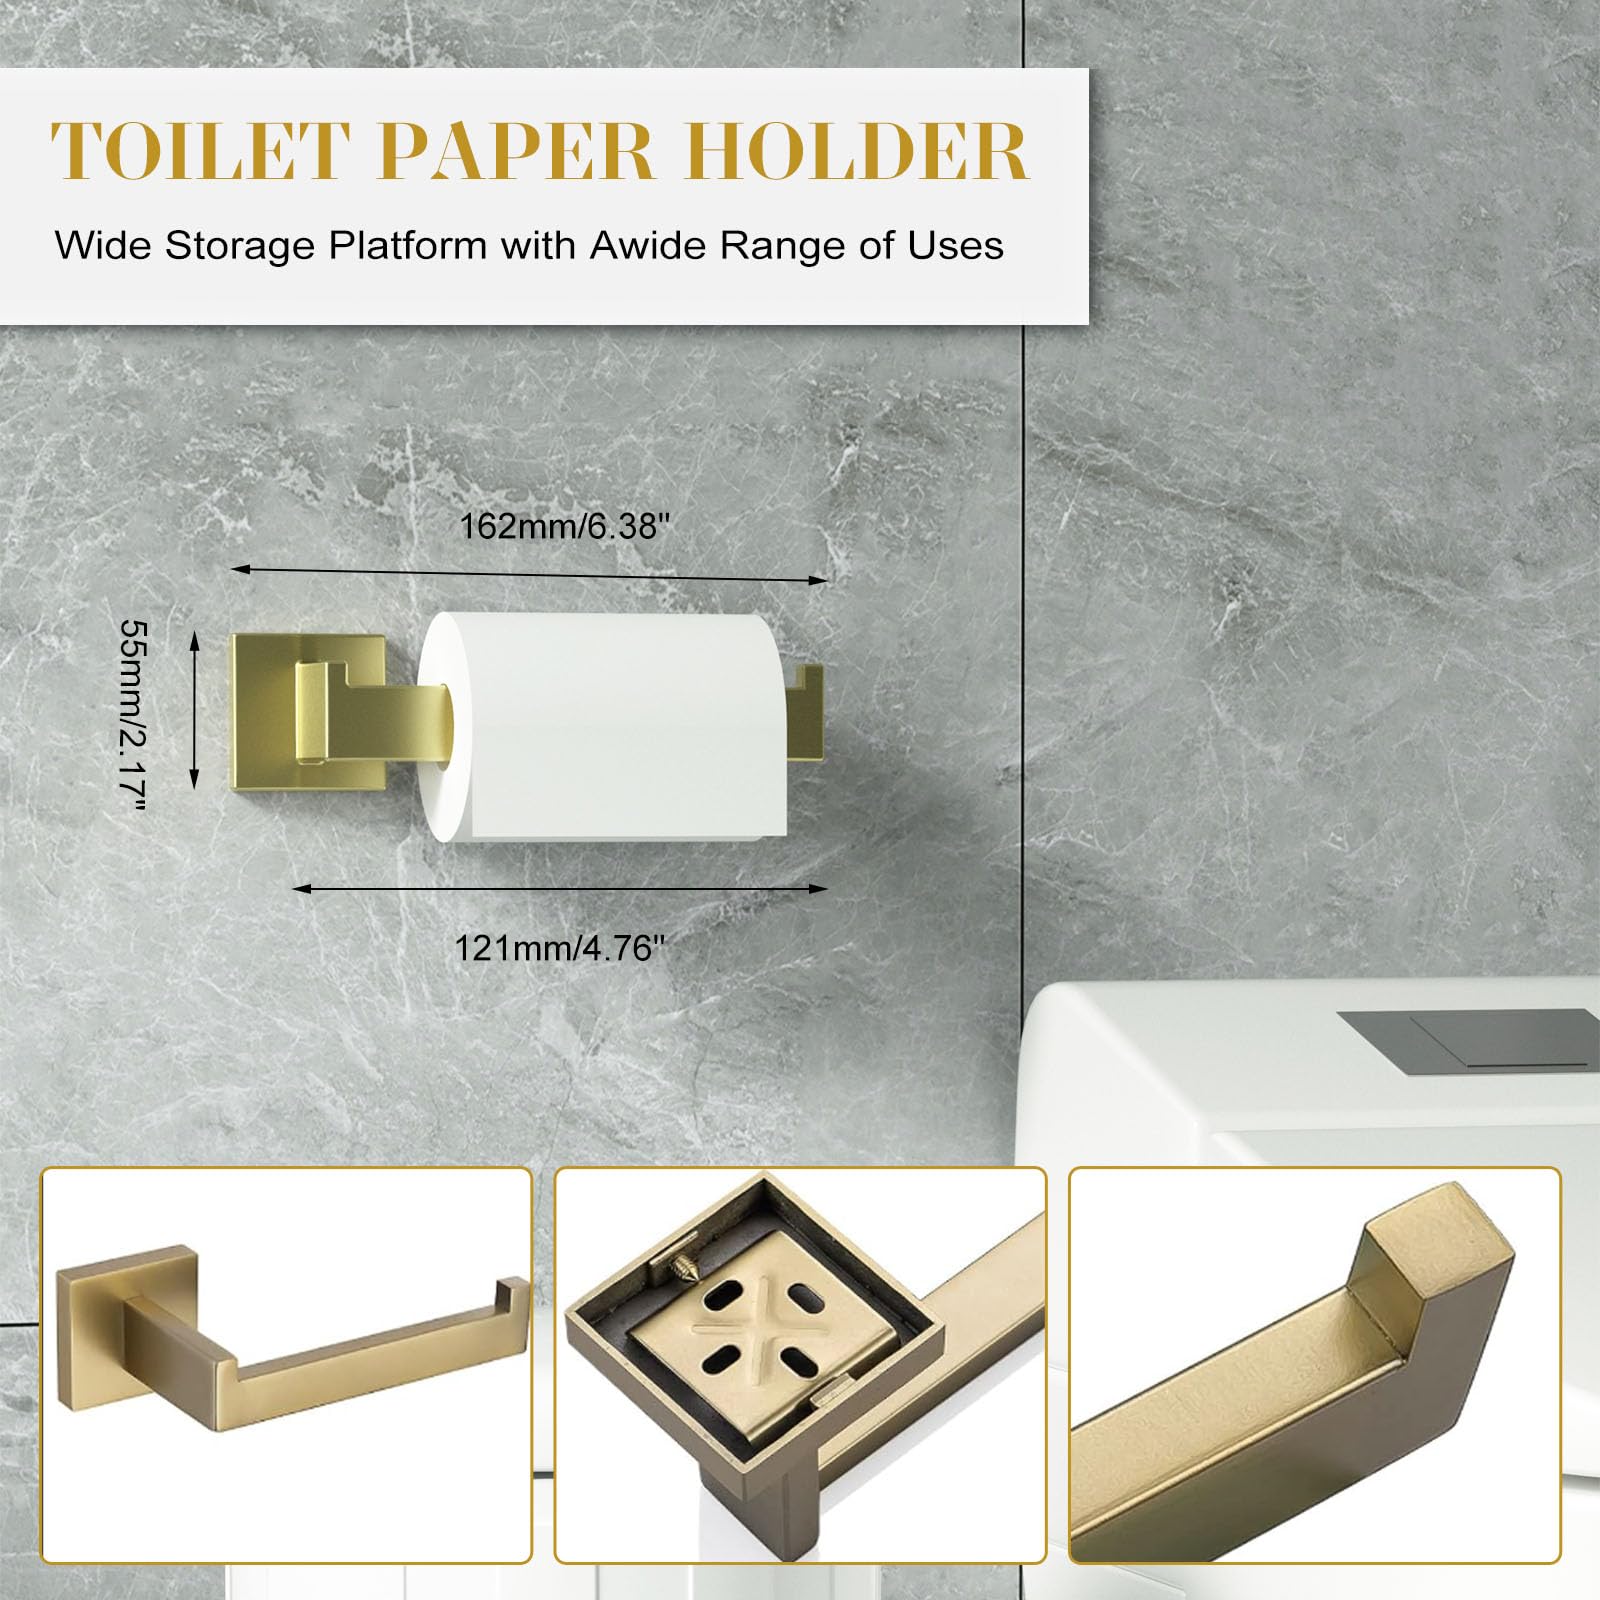 TOILET PAPER HOLDER
Wide Storage Platform with Awide Range of Uses
162mm/6.38"
55mm/2.17"
121mm/4.76"